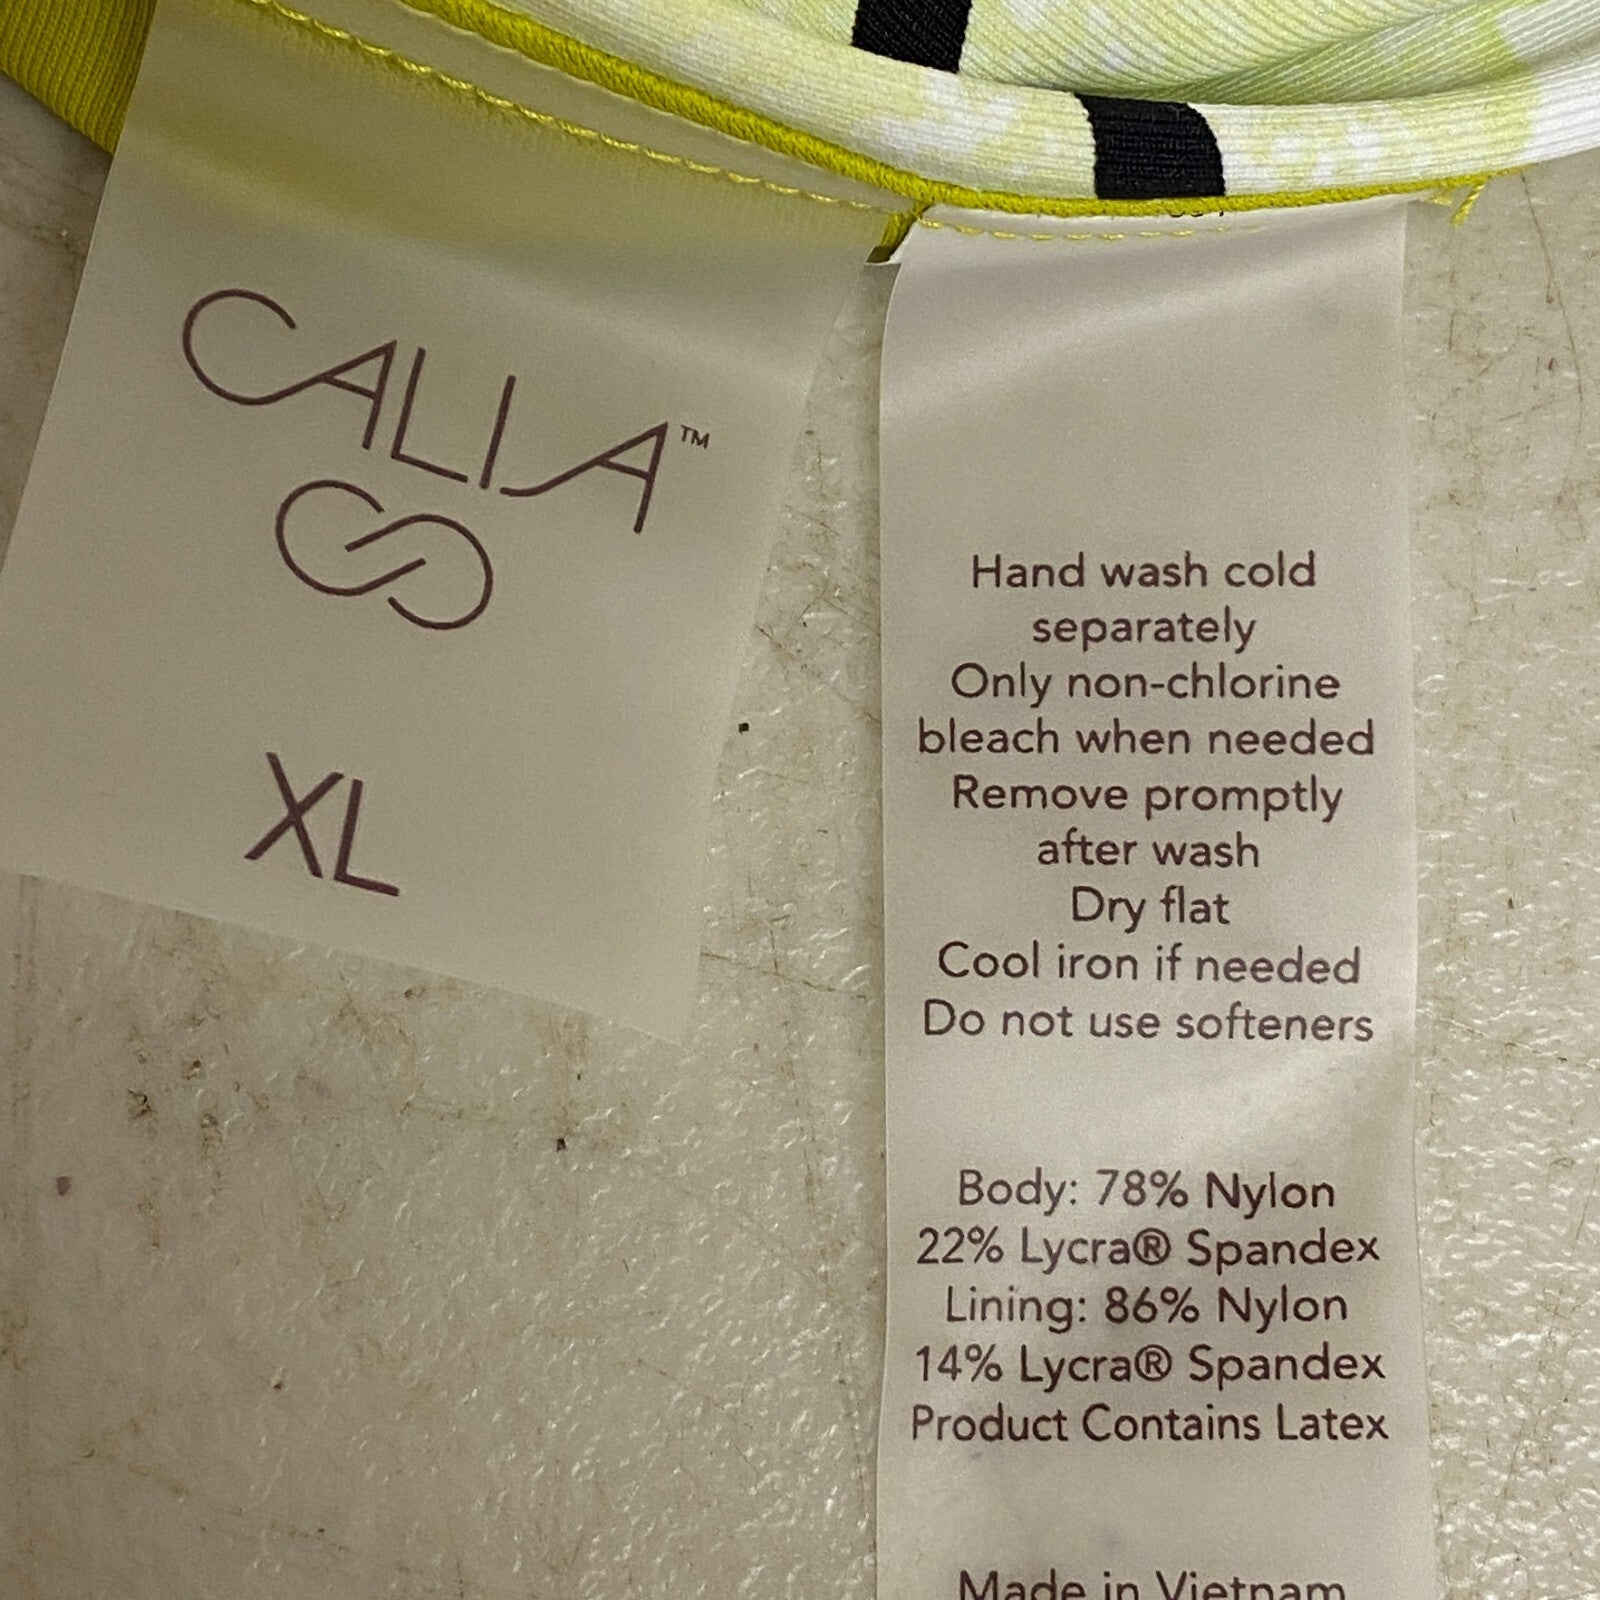 CALIA™
XL
Hand wash cold
separately
Only non-chlorine
bleach when needed
Remove promptly
after wash
Dry flat
Cool iron if needed
Do not use softeners
Body: 78% Nylon
22% Lycra® Spandex
Lining: 86% Nylon
14% Lycra® Spandex
Product Contains Latex
Made in Vietnam